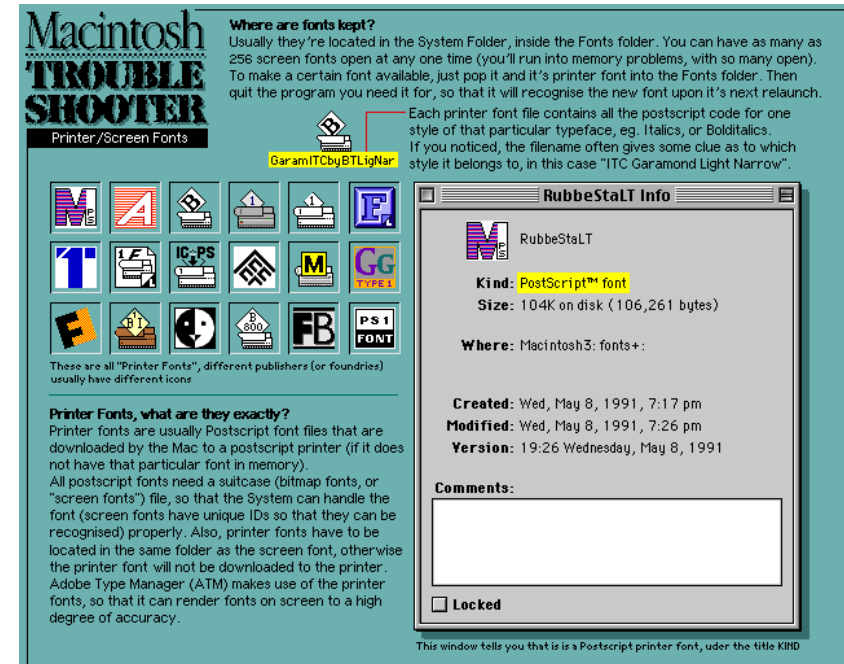 Macintosh
TROUBLE
SHOOTER
Printer/Screen Fonts
Where are fonts kept?
Usually they're located in the System Folder, inside the Fonts folder. You can have as many as
256 screen fonts open at any one time (you'll run into memory problems, with so many open).
To make a certain font available, just pop it and it's printer font into the Fonts folder. Then
quit the program you need it for, so that it will recognise the new font upon it's next relaunch.
GaramITCbyBTLigNar
Each printer font file contains all the postscript code for one
style of that particular typeface, eg. Italics, or Bolditalics.
If you noticed, the filename often gives some clue as to which
style it belongs to, in this case "ITC Garamond Light Narrow".
B
M PS
A
B
1
1
F
T
1 F
IC PS
M
GG
TYPE 1
F
B I
B
800
FB
PS1
FONT
These are all "Printer Fonts", different publishers (or foundries)
usually have different icons
Printer Fonts, what are they exactly?
Printer fonts are usually Postscript font files that are
downloaded by the Mac to a postscript printer (if it does
not have that particular font in memory).
All postscript fonts need a suitcase (bitmap fonts, or
"screen fonts") file, so that the System can handle the
font (screen fonts have unique IDs so that they can be
recognised) properly. Also, printer fonts have to be
located in the same folder as the screen font, otherwise
the printer font will not be downloaded to the printer.
Adobe Type Manager (ATM) makes use of the printer
fonts, so that it can render fonts on screen to a high
degree of accuracy.
RubbeStaLT Info
M PS
RubbeStaLT
Kind: PostScript™ font
Size: 104K on disk (106,261 bytes)
Where: Macintosh3: fonts+:
Created: Wed, May 8, 1991, 7:17 pm
Modified: Wed, May 8, 1991, 7:26 pm
Version: 19:26 Wednesday, May 8, 1991
Comments:
Locked
This window tells you that is is a Postscript printer font, uder the title KIND